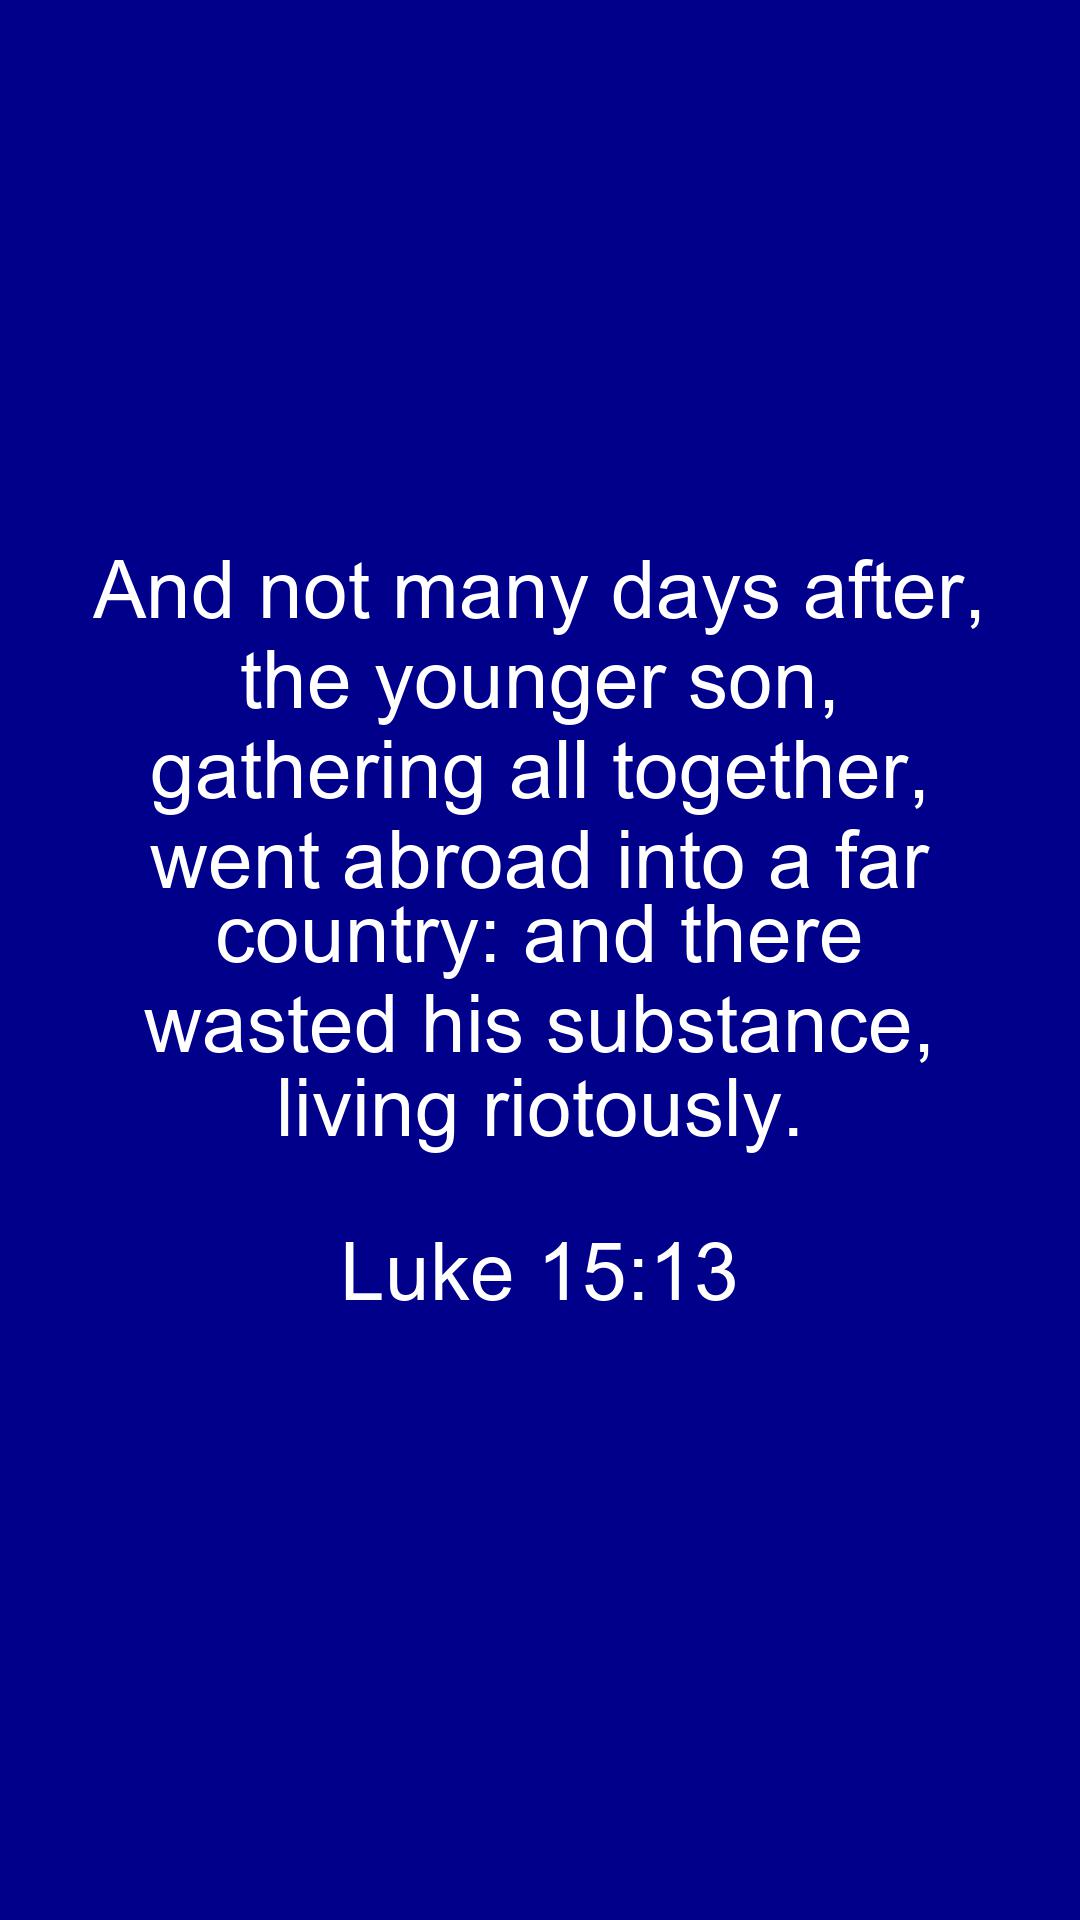 And not many days after,
the younger son,
gathering all together,
went abroad into a far
country: and there
wasted his substance,
living riotously.
Luke 15:13